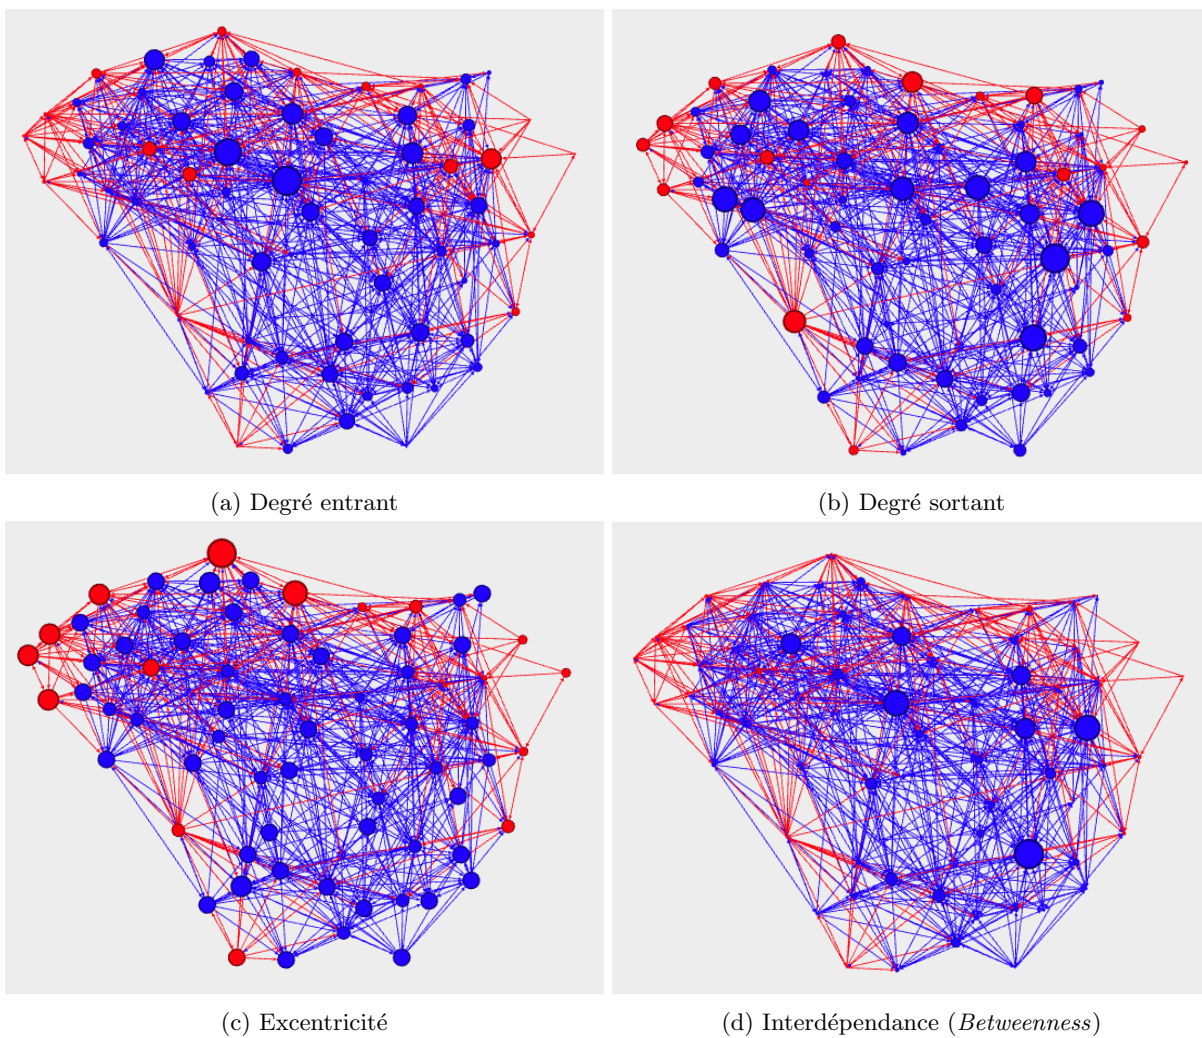 (a) Degré entrant
(b) Degré sortant
(c) Excentricité
(d) Interdépendance (Betweenness)